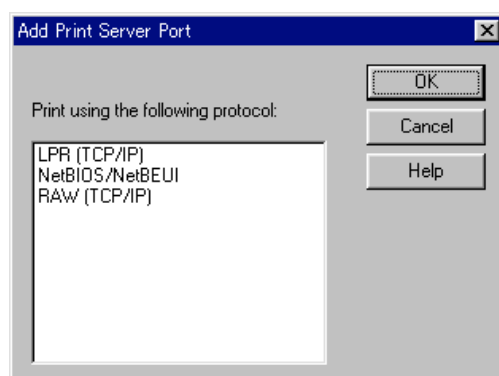 Add Print Server Port
OK
Print using the following protocol:
Cancel
LPR (TCP/IP)
NetBIOS/NetBEUI
Help
RAW (TCP/IP)